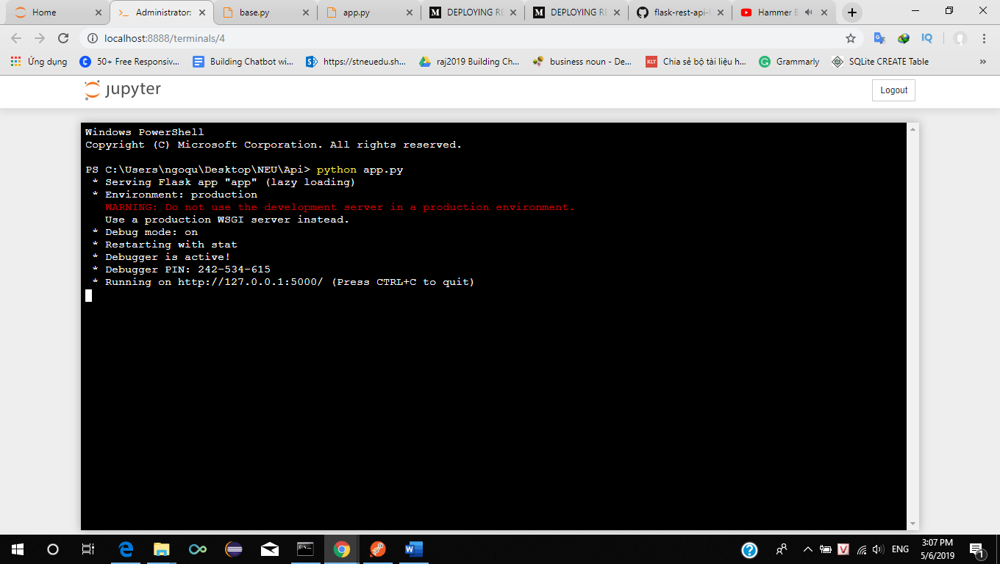 Home
Administrator:
base.py
app.py
DEPLOYING RE
DEPLOYING RE
flask-rest-api-
Hammer
localhost:8888/terminals/4
Ứng dụng
50+ Free Responsiv...
Building Chatbot wi...
https://stneuedu.sh...
raj2019 Building Ch...
business noun - De...
KLT
Chia sẻ bộ tài liệu h...
Grammarly
SQLite CREATE Table
»
jupyter
Logout
Windows PowerShell
Copyright (C) Microsoft Corporation. All rights reserved.
PS C:\Users\ngoqu\Desktop\NEU\Api> python app.py
* Serving Flask app "app" (lazy loading)
* Environment: production
WARNING: Do not use the development server in a production environment.
Use a production WSGI server instead.
* Debug mode: on
* Restarting with stat
* Debugger is active!
* Debugger PIN: 242-534-615
* Running on http://127.0.0.1:5000/ (Press CTRL+C to quit)
ENG
3:07 PM
5/6/2019
1